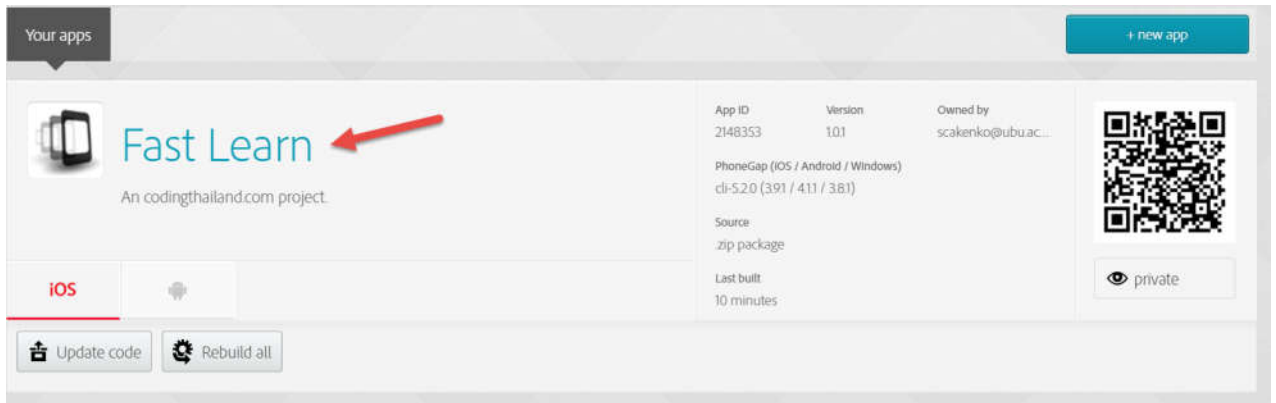 Your apps
+ new app
Fast Learn
An codingthailand.com project.
App ID Version Owned by
2148353 1.0.1 scakenko@ubu.ac...
PhoneGap (iOS / Android / Windows)
cli-5.2.0 (3.9.1 / 4.1.1 / 3.8.1)
Source
.zip package
Last built
10 minutes
private
iOS
Update code Rebuild all